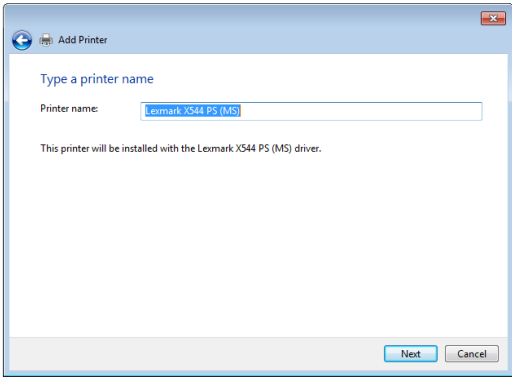 Add Printer
Type a printer name
Printer name: Lexmark X544 PS (MS)
This printer will be installed with the Lexmark X544 PS (MS) driver.
Next Cancel